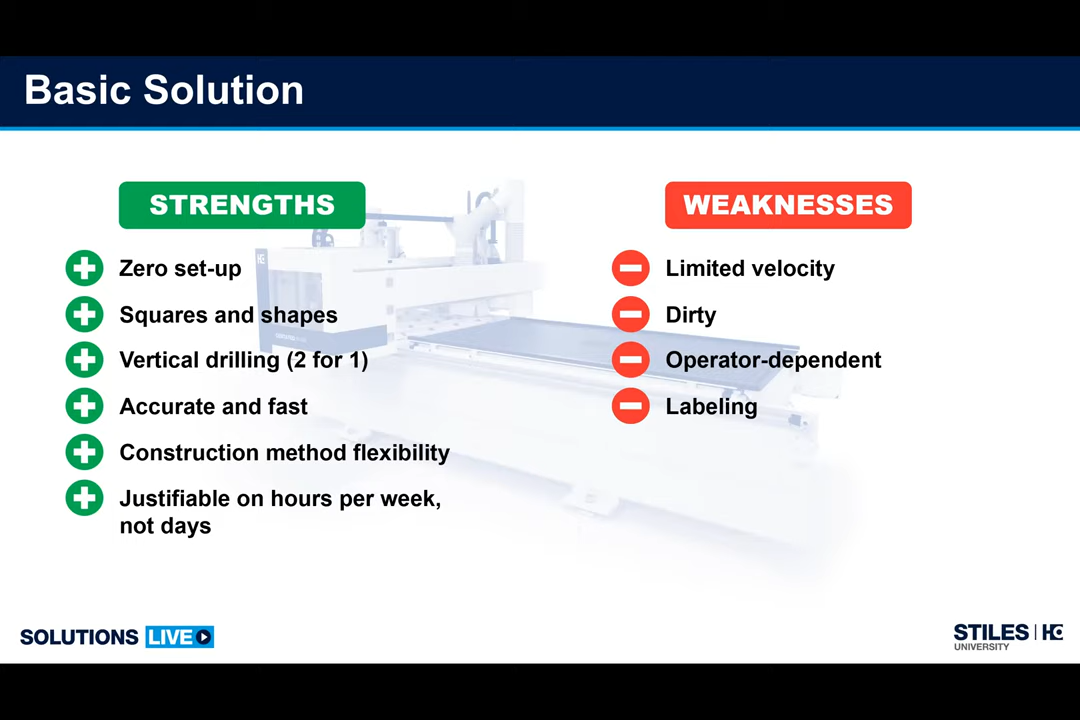 Basic Solution
STRENGTHS
Zero set-up
Squares and shapes
Vertical drilling (2 for 1)
Accurate and fast
Construction method flexibility
Justifiable on hours per week,
not days
WEAKNESSES
Limited velocity
Dirty
Operator-dependent
Labeling
SOLUTIONS LIVE
STILES
UNIVERSITY